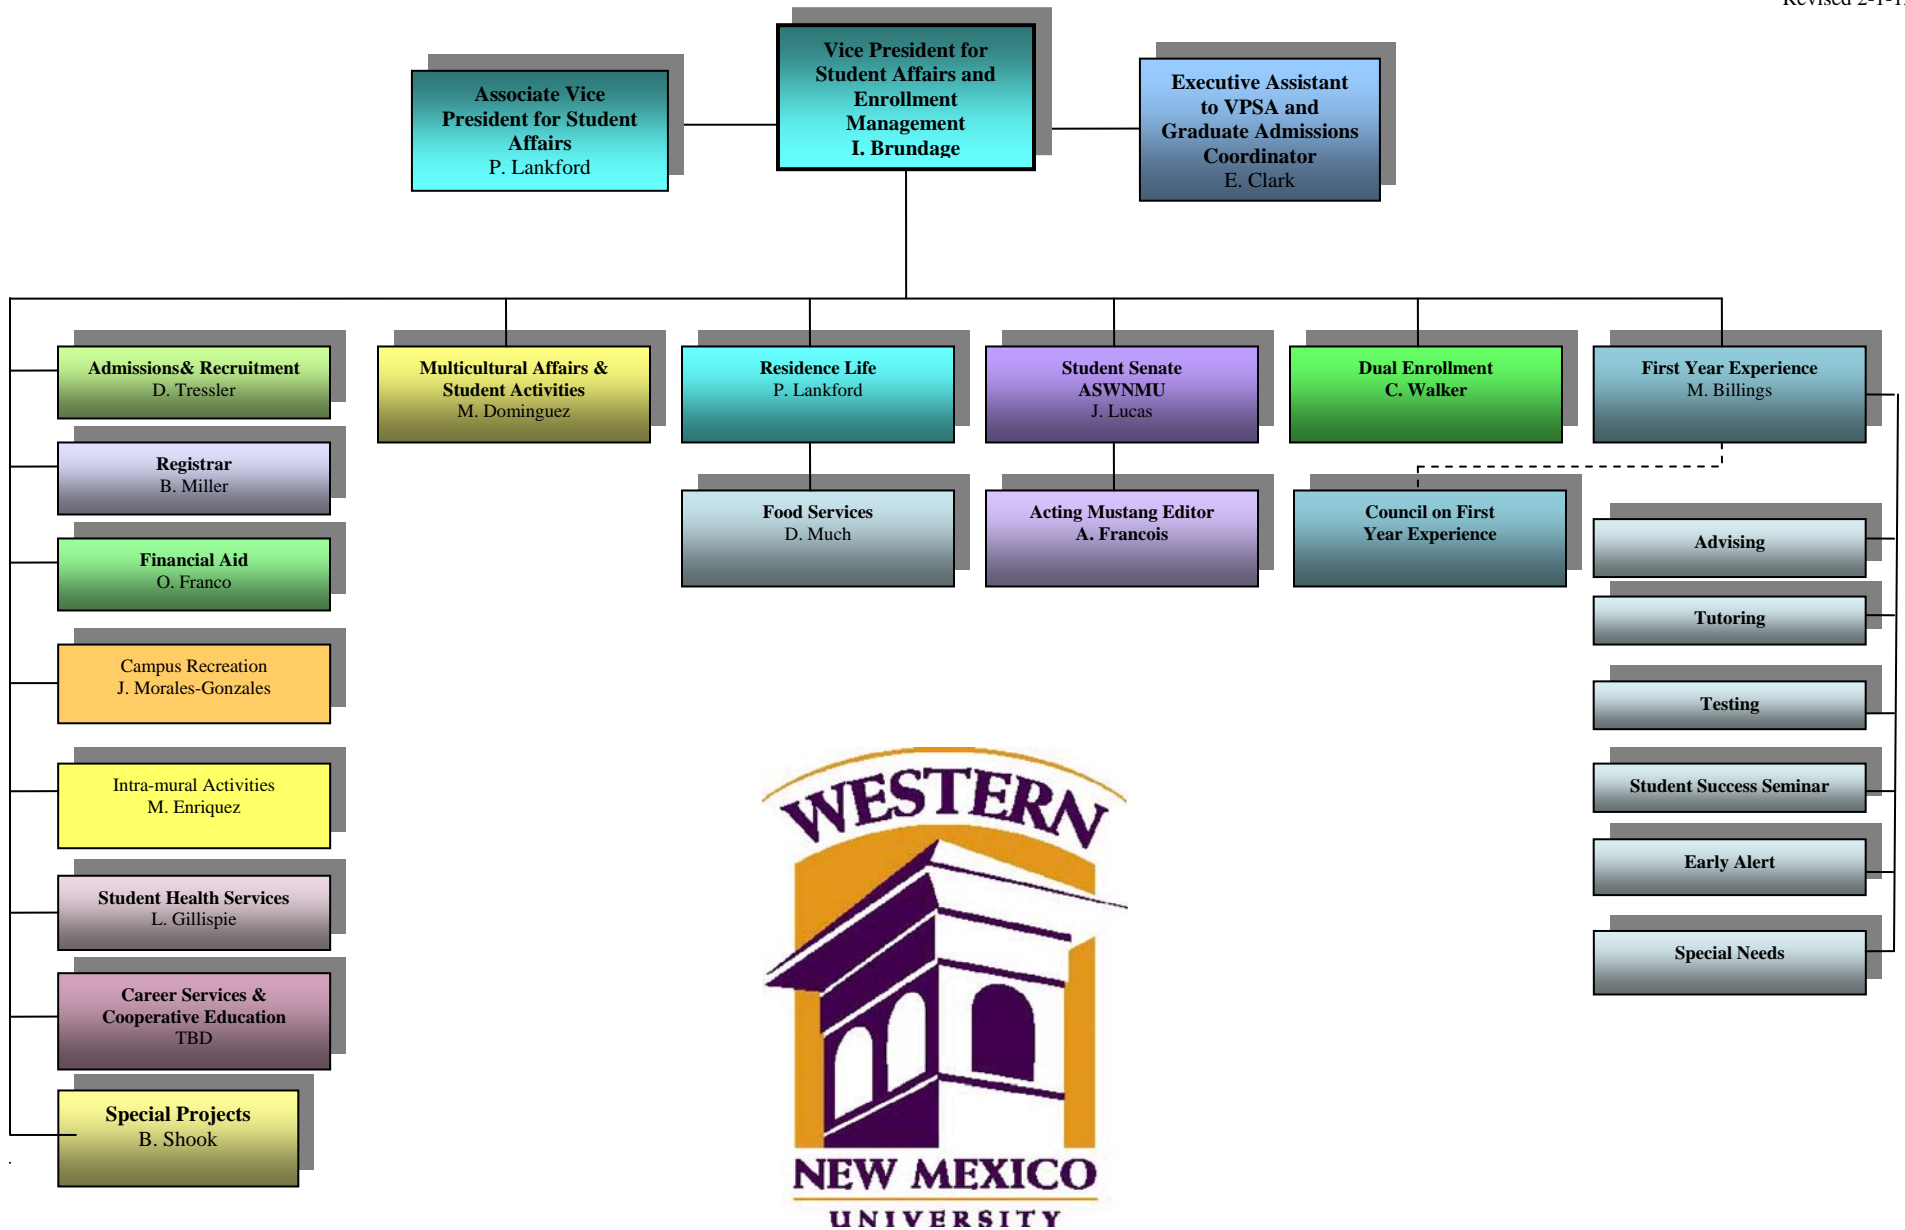 Revised 2-1-1
Vice President for
Student Affairs and
Enrollment
Management
I. Brundage
Associate Vice
President for Student
Affairs
P. Lankford
Executive Assistant
to VPSA and
Graduate Admissions
Coordinator
E. Clark
Admissions& Recruitment
D. Tressler
Multicultural Affairs &
Student Activities
M. Dominguez
Residence Life
P. Lankford
Student Senate
ASWNMU
J. Lucas
Dual Enrollment
C. Walker
First Year Experience
M. Billings
Registrar
B. Miller
Food Services
D. Much
Acting Mustang Editor
A. Francois
Council on First
Year Experience
Financial Aid
O. Franco
Campus Recreation
J. Morales-Gonzales
Intra-mural Activities
M. Enriquez
Student Health Services
L. Gillispie
Career Services &
Cooperative Education
TBD
Special Projects
B. Shook
.
Advising
Tutoring
Testing
Student Success Seminar
Early Alert
Special Needs
WESTERN
NEW MEXICO
UNIVERSITY